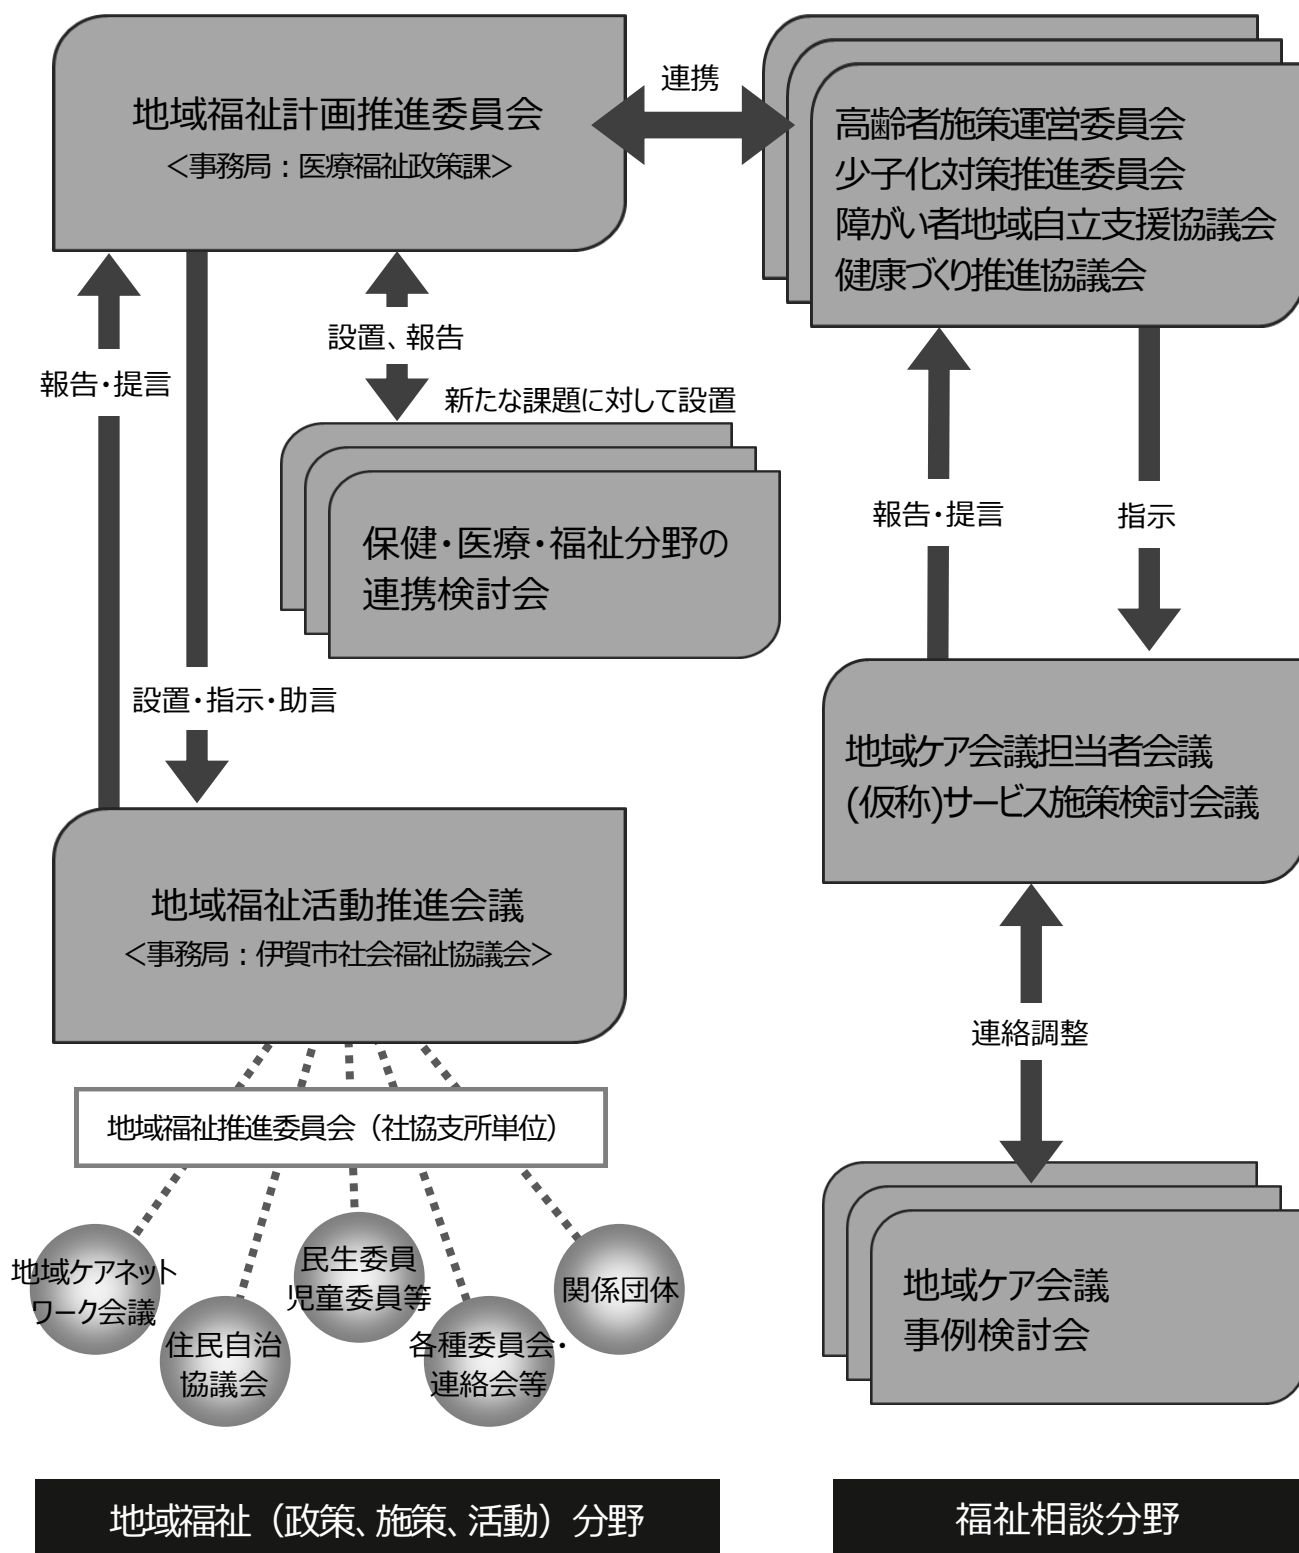 地域福祉計画推進委員会
＜事務局：医療福祉政策課＞
連携
高齢者施策運営委員会
少子化対策推進委員会
障がい者地域自立支援協議会
健康づくり推進協議会
設置、報告
報告・提言
新たな課題に対して設置
保健・医療・福祉分野の
連携検討会
報告・提言
指示
設置・指示・助言
地域ケア会議担当者会議
(仮称)サービス施策検討会議
地域福祉活動推進会議
＜事務局：伊賀市社会福祉協議会＞
連絡調整
地域福祉推進委員会（社協支所単位）
地域ケアネット
ワーク会議
住民自治
協議会
民生委員
児童委員等
各種委員会・
連絡会等
関係団体
地域ケア会議
事例検討会
地域福祉（政策、施策、活動）分野
福祉相談分野